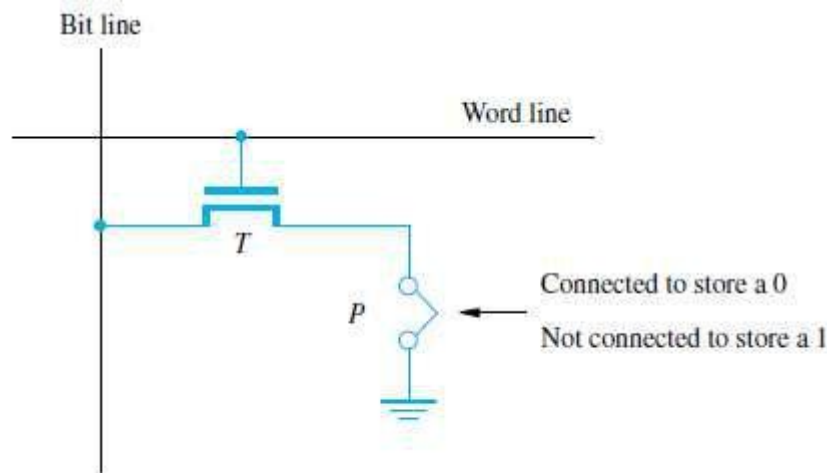 Bit line
Word line
T
P
Connected to store a 0
Not connected to store a 1